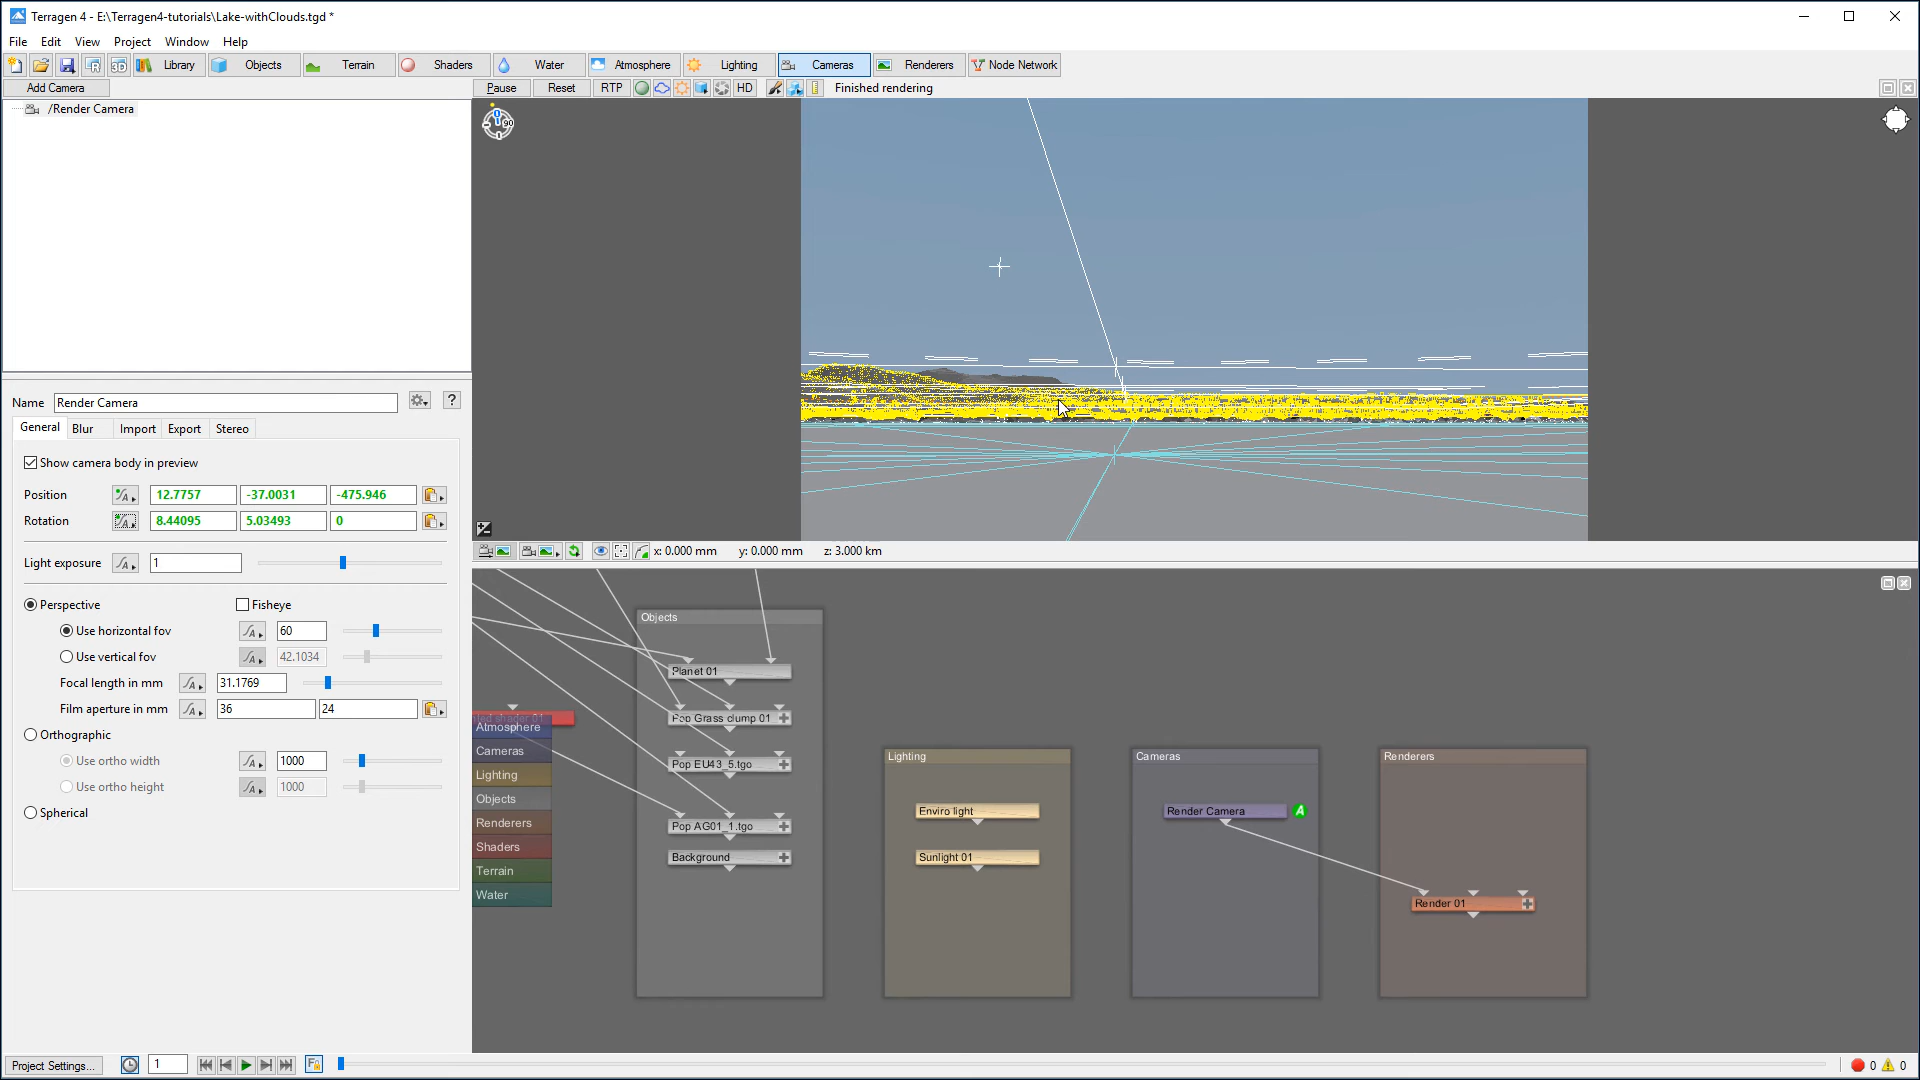 Terragen 4 - E:\Terragen4-tutorials\Lake-withClouds.tgd *
File Edit View Project Window Help
Library Objects Terrain Shaders Water Atmosphere Lighting Cameras Renderers Node Network
Add Camera
Pause Reset RTP HD Finished rendering
/Render Camera
90
Name Render Camera ?
General Blur Import Export Stereo
Show camera body in preview
Position 12.7757 -37.0031 -475.946
Rotation 8.44095 5.03493 0
x: 0.000 mm y: 0.000 mm z: 3.000 km
Light exposure 1
Perspective Fisheye
Use horizontal fov 60
Use vertical fov 42.1034
Focal length in mm 31.1769
Film aperture in mm 36 24
Orthographic
Use ortho width 1000
Use ortho height 1000
Spherical
Objects
Planet 01
Pop Grass clump 01
Pop EU43_5.tgo
Pop AG01_1.tgo
Background
Atmosphere
Cameras
Lighting
Objects
Renderers
Shaders
Terrain
Water
Lighting
Enviro light
Sunlight 01
Cameras
Render Camera A
Renderers
Render 01
Project Settings... 1 0 0